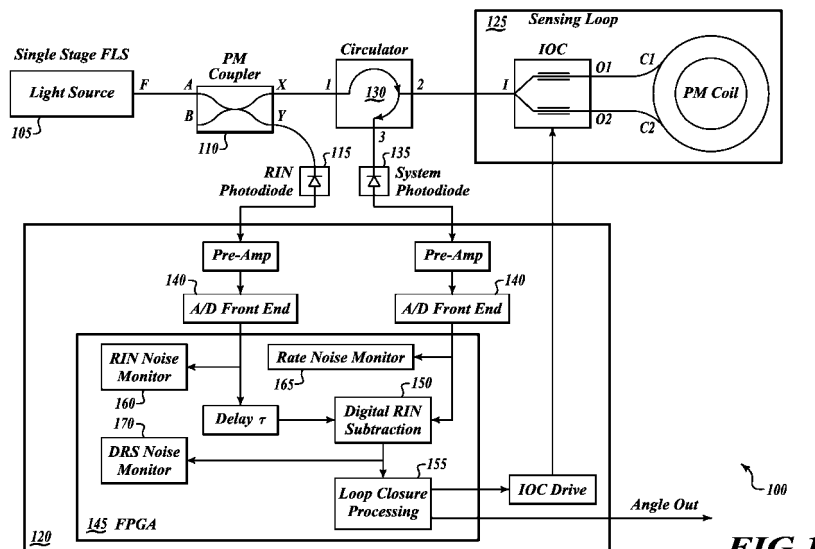 125
Sensing Loop
Single Stage FLS
PM
Coupler
Circulator
IOC
Light Source
F
A
X
B
Y
1
130
2
3
I
O1
O2
C1
C2
PM Coil
105
110
115
135
RIN
Photodiode
System
Photodiode
Pre-Amp
Pre-Amp
140
140
A/D Front End
A/D Front End
RIN Noise
Monitor
160
Rate Noise Monitor
165
150
170
Delay τ
Digital RIN
Subtraction
DRS Noise
Monitor
155
Loop Closure
Processing
IOC Drive
100
Angle Out
120
145 FPGA